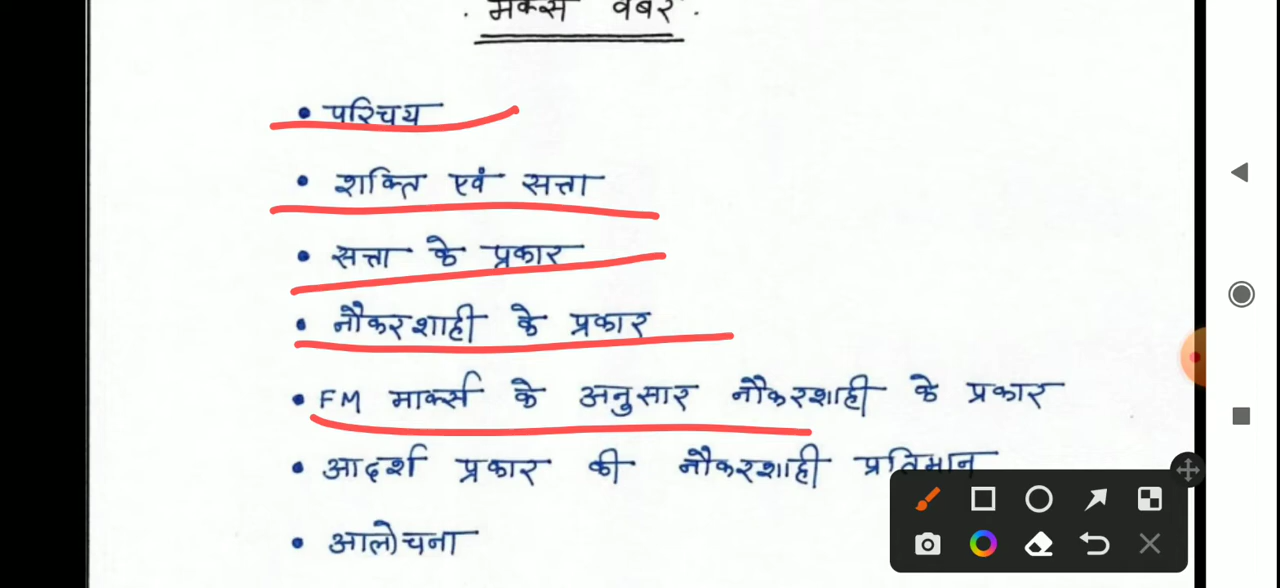 मैक्स वेबर
• परिचय
• शक्ति एवं सत्ता
• सत्ता के प्रकार
• नौकरशाही के प्रकार
• FM मार्क्स के अनुसार नौकरशाही के प्रकार
• आदर्श प्रकार की नौकरशाही प्रतिमान
• आलोचना